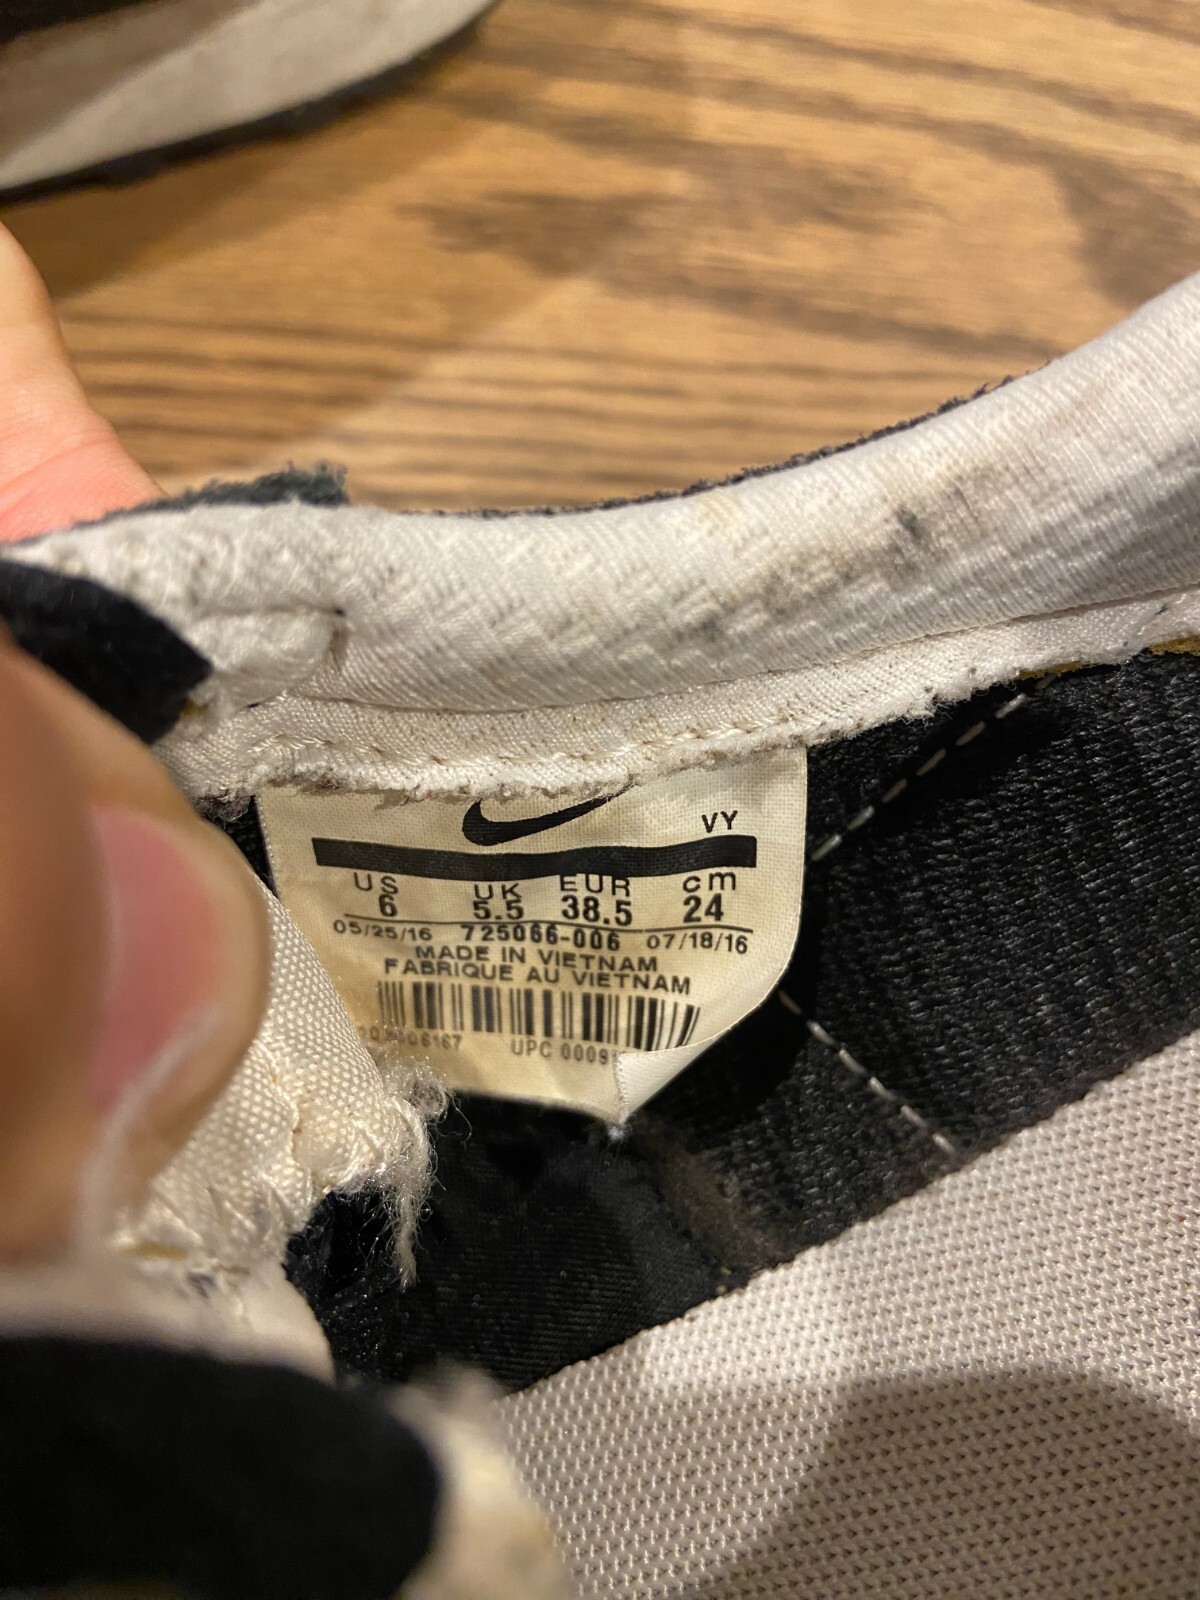 VY
US UK EUR cm
6 5.5 38.5 24
05/25/16 725066-006 07/18/16
MADE IN VIETNAM
FABRIQUE AU VIETNAM
UPC 0009